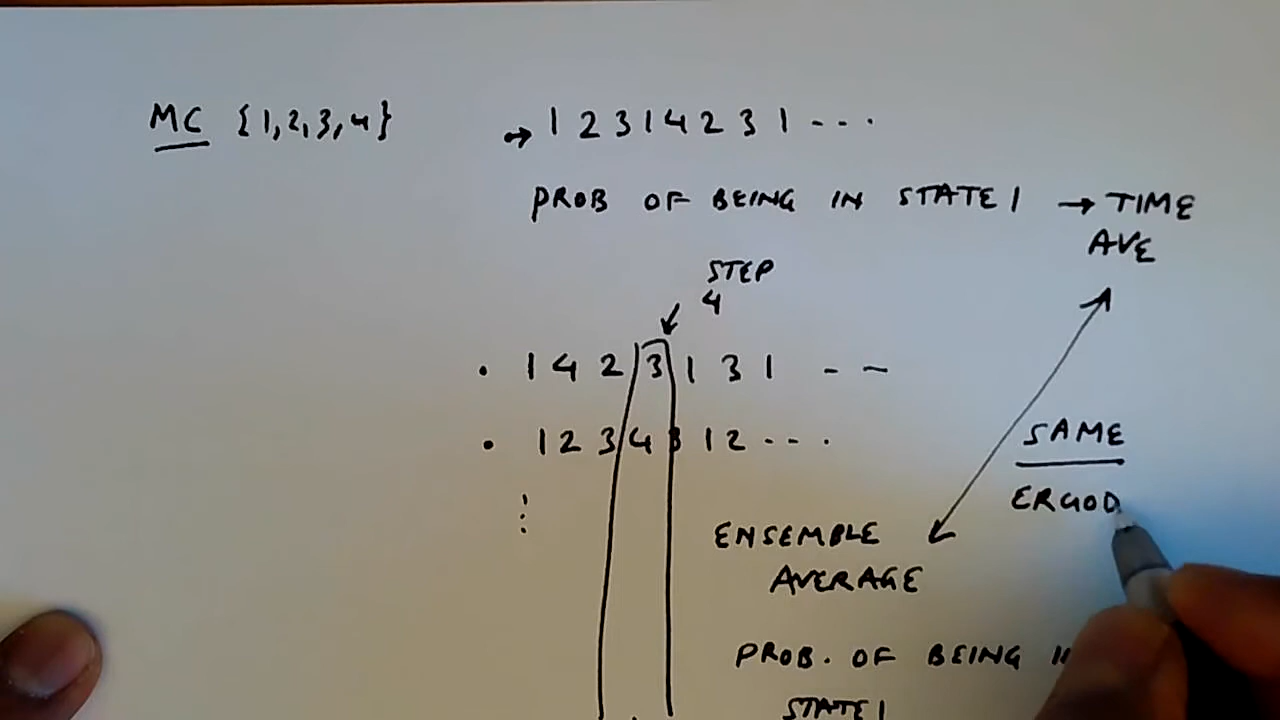 MC {1,2,3,4}
→ 1 2 3 1 4 2 3 1 - - - .
PROB OF BEING IN STATE 1 → TIME
AVE
STEP
4
. 1 4 2 3 1 3 1 - -
. 1 2 3 4 3 1 2 - - - .
SAME
ERGOD
ENSEMBLE
AVERAGE
PROB. OF BEING
STATE 1